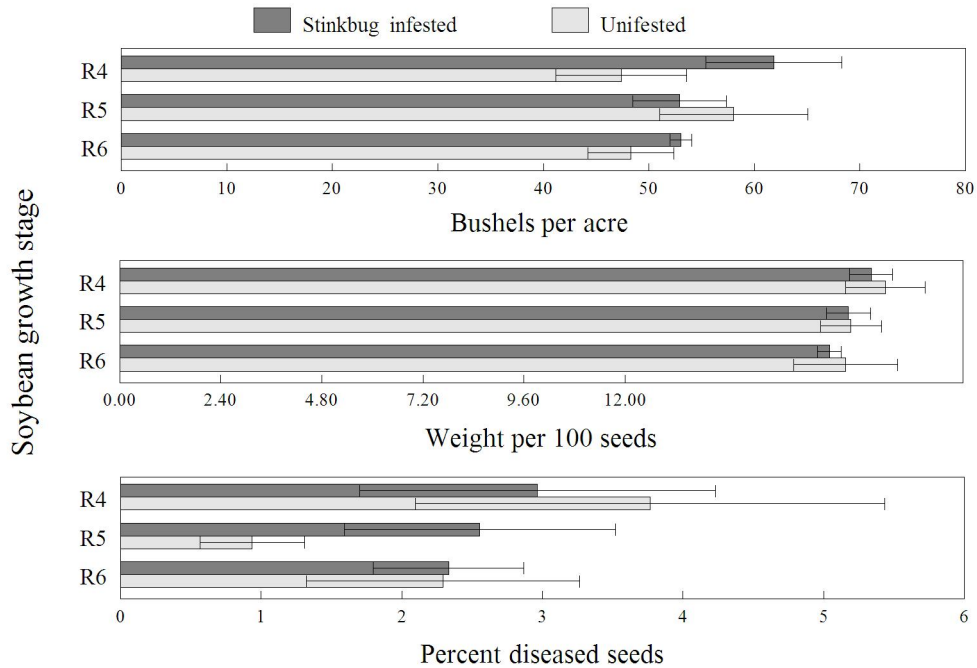 Stinkbug infested
Unifested
Soybean growth stage
R4
R5
R6
0 10 20 30 40 50 60 70 80
Bushels per acre
R4
R5
R6
0.00 2.40 4.80 7.20 9.60 12.00
Weight per 100 seeds
R4
R5
R6
0 1 2 3 4 5 6
Percent diseased seeds